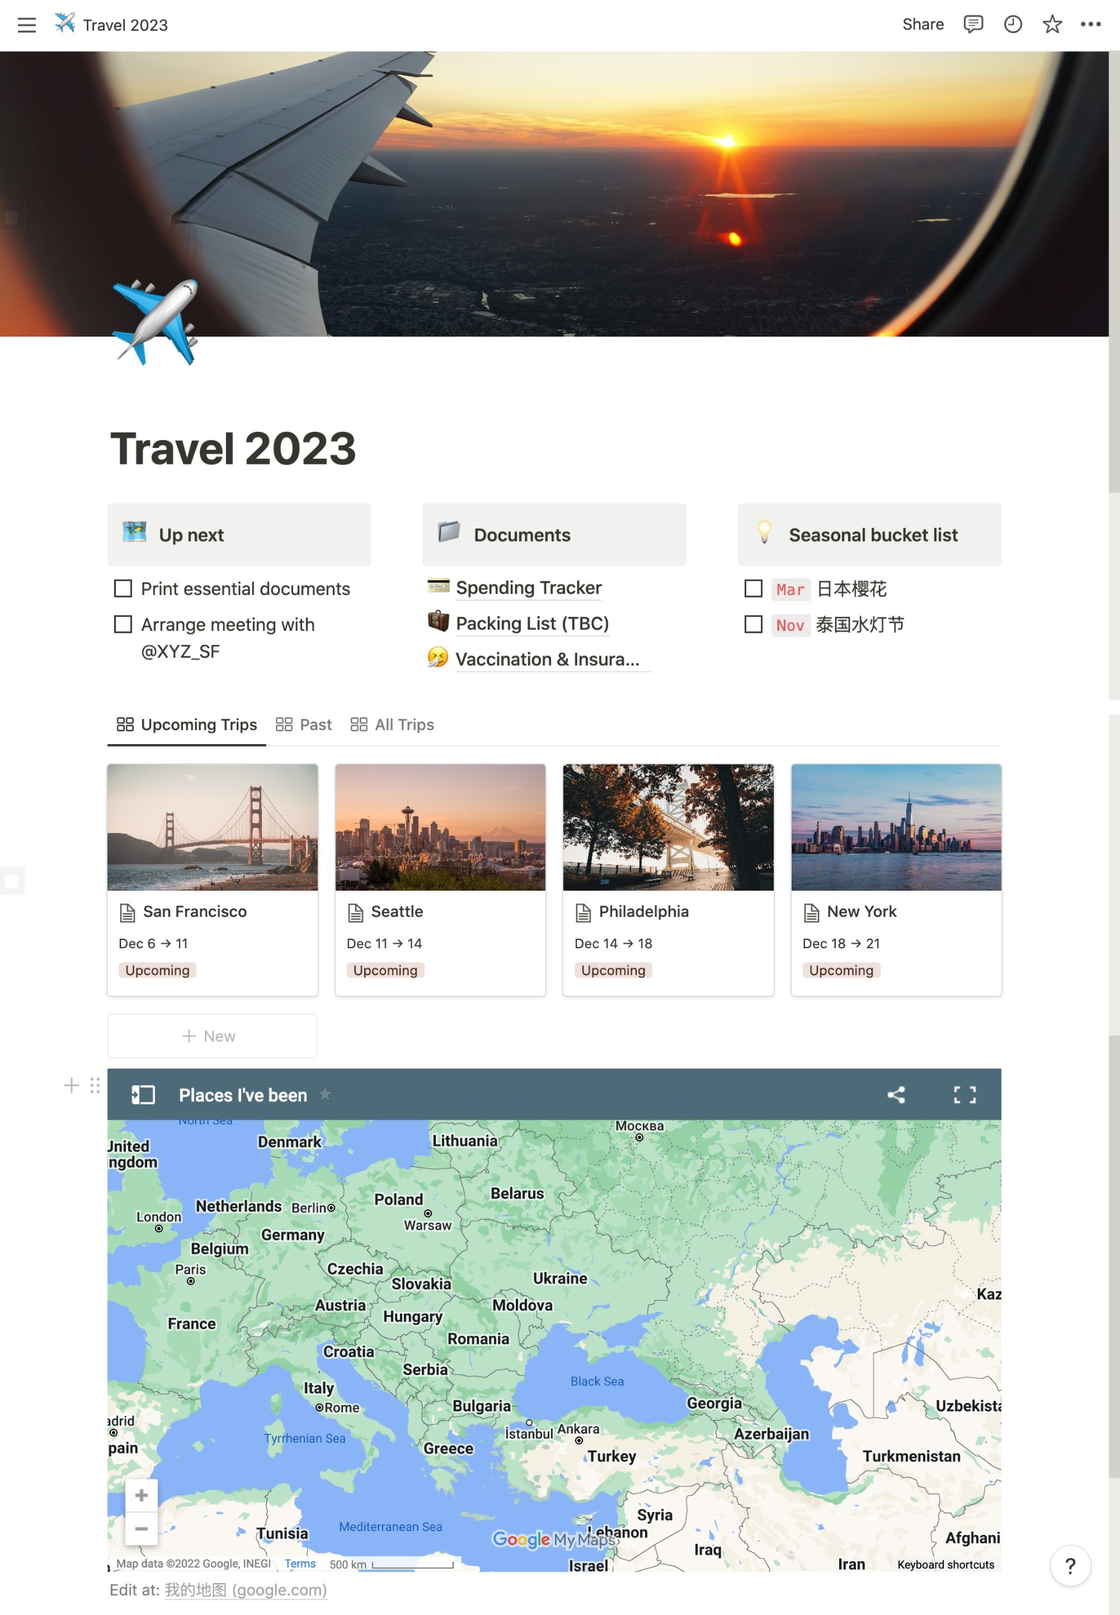 Travel 2023
Share
Travel 2023
Up next
Print essential documents
Arrange meeting with
@XYZ_SF
Documents
Spending Tracker
Packing List (TBC)
Vaccination & Insura...
Seasonal bucket list
Mar 日本樱花
Nov 泰国水灯节
Upcoming Trips
Past
All Trips
San Francisco
Dec 6 → 11
Upcoming
Seattle
Dec 11 → 14
Upcoming
Philadelphia
Dec 14 → 18
Upcoming
New York
Dec 18 → 21
Upcoming
+ New
Places I've been
North Sea
Москва
United
ngdom
Denmark
Lithuania
Netherlands
Berlin
Poland
Belarus
London
Warsaw
Germany
Belgium
Paris
Czechia
Slovakia
Ukraine
Kaz
Austria
Hungary
Moldova
France
Romania
Croatia
Serbia
Black Sea
Italy
Rome
Bulgaria
Georgia
Uzbekista
adrid
İstanbul
Ankara
Azerbaijan
Tyrrhenian Sea
pain
Greece
Turkey
Turkmenistan
Syria
Tunisia
Mediterranean Sea
Lebanon
Google My Maps
Afghani
Iraq
Israel
Iran
Map data ©2022 Google, INEGI
Terms
500 km
Keyboard shortcuts
?
Edit at: 我的地图 (google.com)